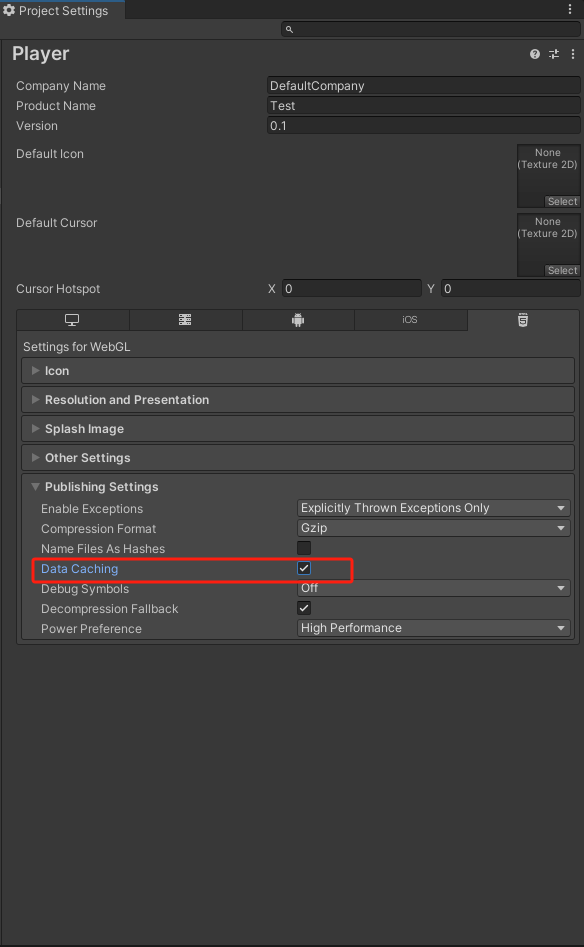 Project Settings
Player
Company Name DefaultCompany
Product Name Test
Version 0.1
Default Icon None
(Texture 2D)
Select
Default Cursor None
(Texture 2D)
Select
Cursor Hotspot X 0 Y 0
iOS
Settings for WebGL
Icon
Resolution and Presentation
Splash Image
Other Settings
Publishing Settings
Enable Exceptions Explicitly Thrown Exceptions Only
Compression Format Gzip
Name Files As Hashes
Data Caching
Debug Symbols Off
Decompression Fallback
Power Preference High Performance